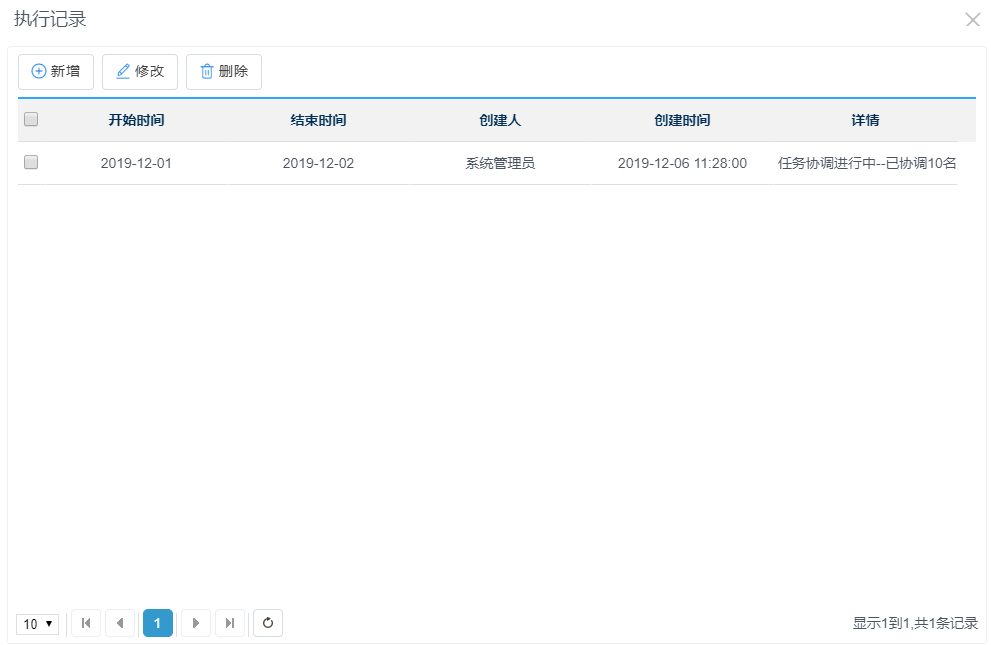 执行记录
新增 修改 删除
开始时间 结束时间 创建人 创建时间 详情
2019-12-01 2019-12-02 系统管理员 2019-12-06 11:28:00 任务协调进行中--已协调10名
10 1 显示1到1,共1条记录